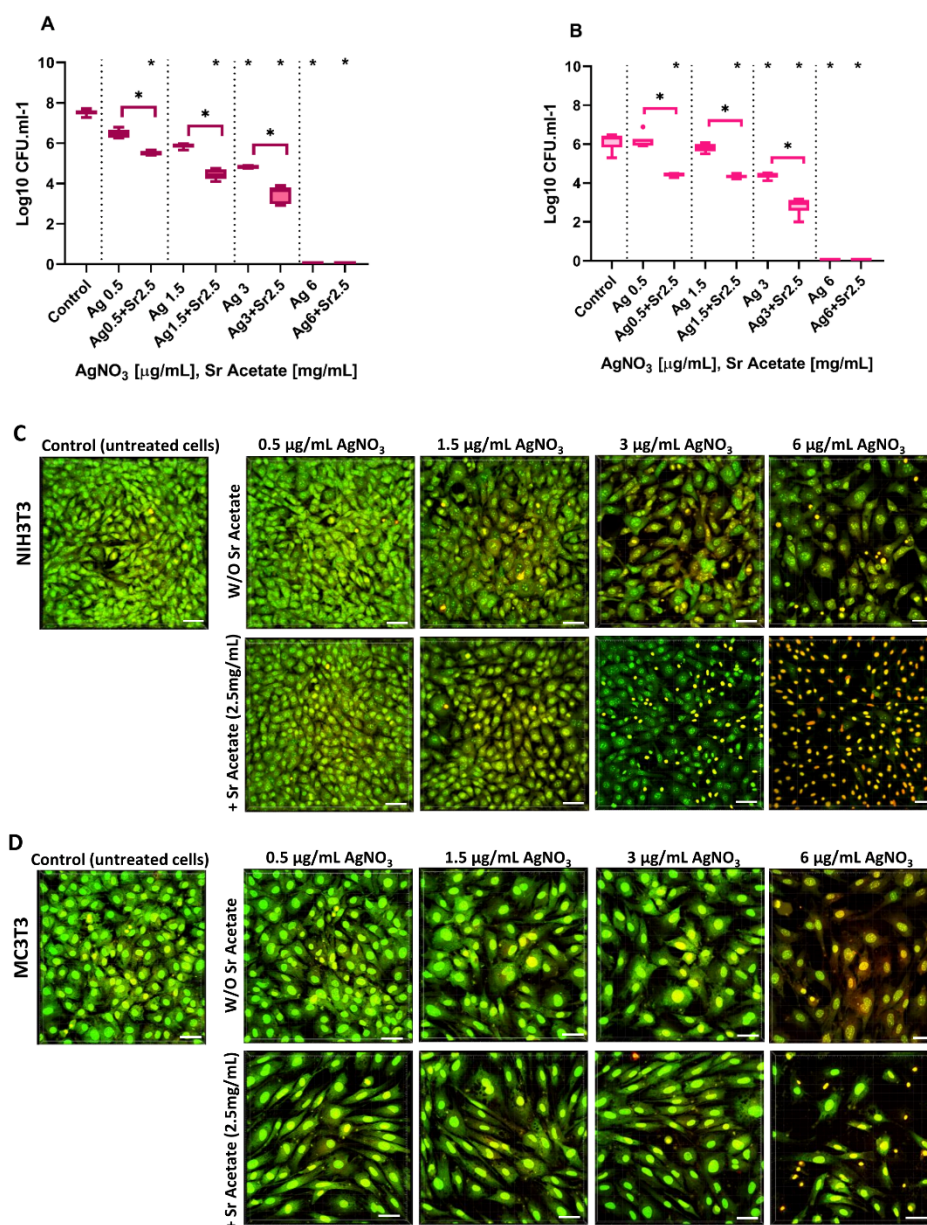 A
* * * * * *
10
8
6
4
2
0
Log10 CFU.ml-1
* * *
Control
Ag 0.5
Ag0.5+Sr2.5
Ag 1.5
Ag1.5+Sr2.5
Ag 3
Ag3+Sr2.5
Ag 6
Ag6+Sr2.5
AgNO₃ [µg/mL], Sr Acetate [mg/mL]
B
* * * * * *
10
8
6
4
2
0
Log10 CFU.ml-1
* * *
Control
Ag 0.5
Ag0.5+Sr2.5
Ag 1.5
Ag1.5+Sr2.5
Ag 3
Ag3+Sr2.5
Ag 6
Ag6+Sr2.5
AgNO₃ [µg/mL], Sr Acetate [mg/mL]
C
Control (untreated cells)
0.5 µg/mL AgNO₃
1.5 µg/mL AgNO₃
3 µg/mL AgNO₃
6 µg/mL AgNO₃
NIH3T3
W/O Sr Acetate
+ Sr Acetate (2.5mg/mL)
D
Control (untreated cells)
0.5 µg/mL AgNO₃
1.5 µg/mL AgNO₃
3 µg/mL AgNO₃
6 µg/mL AgNO₃
MC3T3
W/O Sr Acetate
+ Sr Acetate (2.5mg/mL)